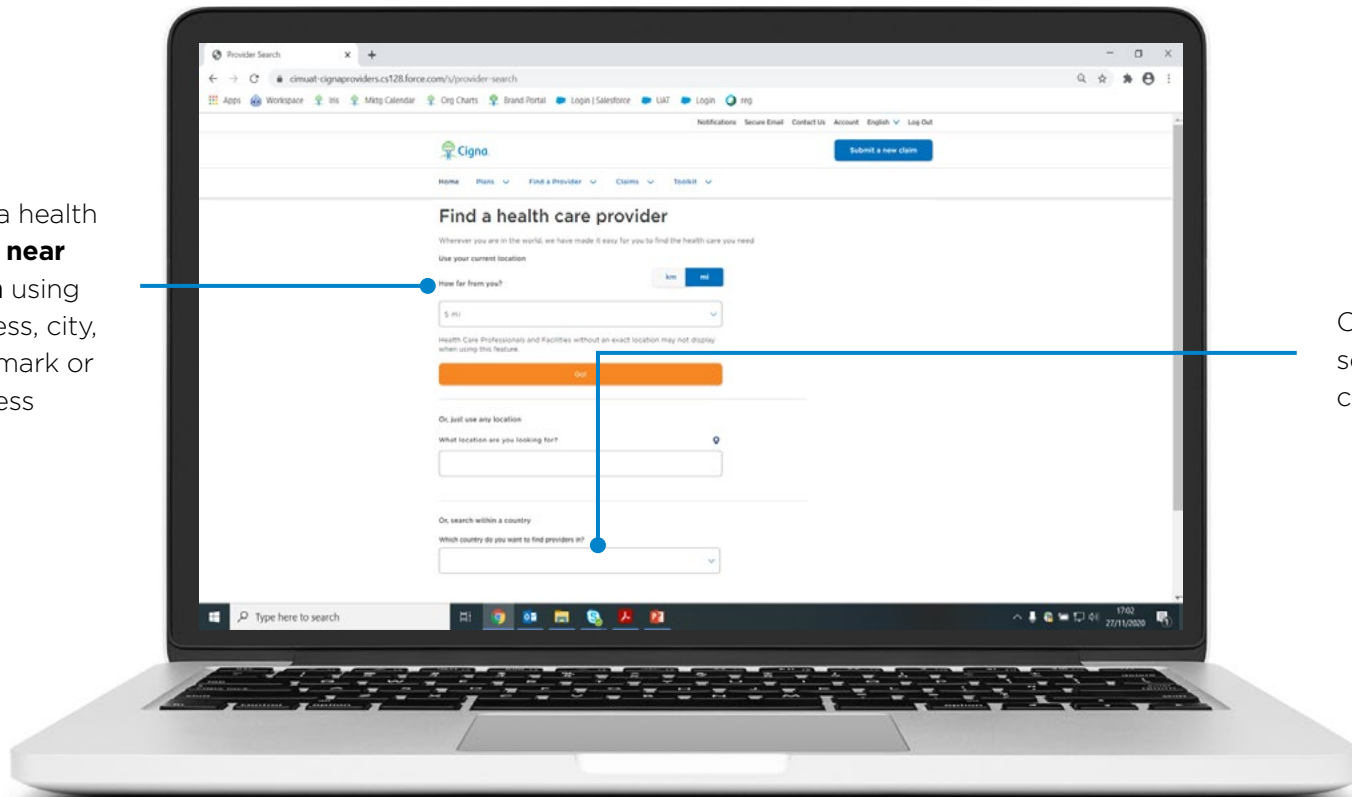 Provider Search
cimuat-cignaproviders.cs128.force.com/s/provider-search
Apps Workspace Iris Mktg Calendar Org Charts Brand Portal Login | Salesforce UAT Login reg
Notifications Secure Email Contact Us Account English Log Out
Cigna
Submit a new claim
Home Plans Find a Provider Claims Toolkit
Find a health care provider
Wherever you are in the world, we have made it easy for you to find the health care you need
Use your current location
How far from you?
km mi
5 mi
Health Care Professionals and Facilities without an exact location may not display
when using this feature.
Go!
Or, just use any location
What location are you looking for?
Or, search within a country
Which country do you want to find providers in?
Type here to search
17:02
27/11/2020
a health
near
using
ess, city,
mark or
ess